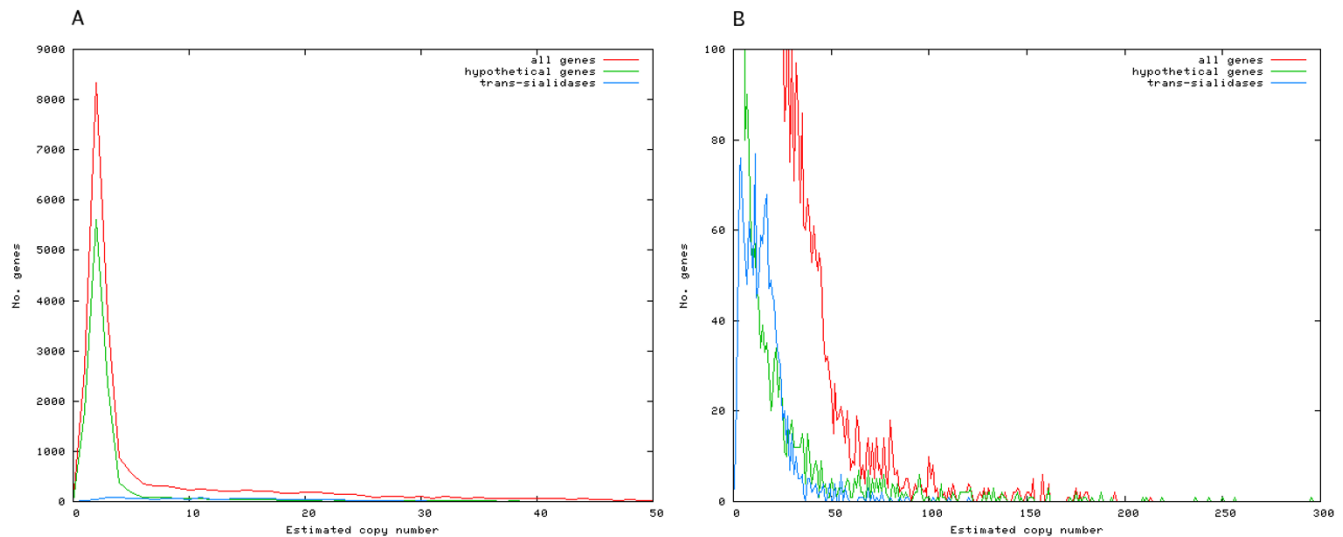 A
B
9000
8000
7000
6000
5000
4000
3000
2000
1000
0
No. genes
all genes
hypothetical genes
trans-sialidases
0
10
20
30
40
50
Estimated copy number
100
80
60
40
20
0
No. genes
all genes
hypothetical genes
trans-sialidases
0
50
100
150
200
250
300
Estimated copy number